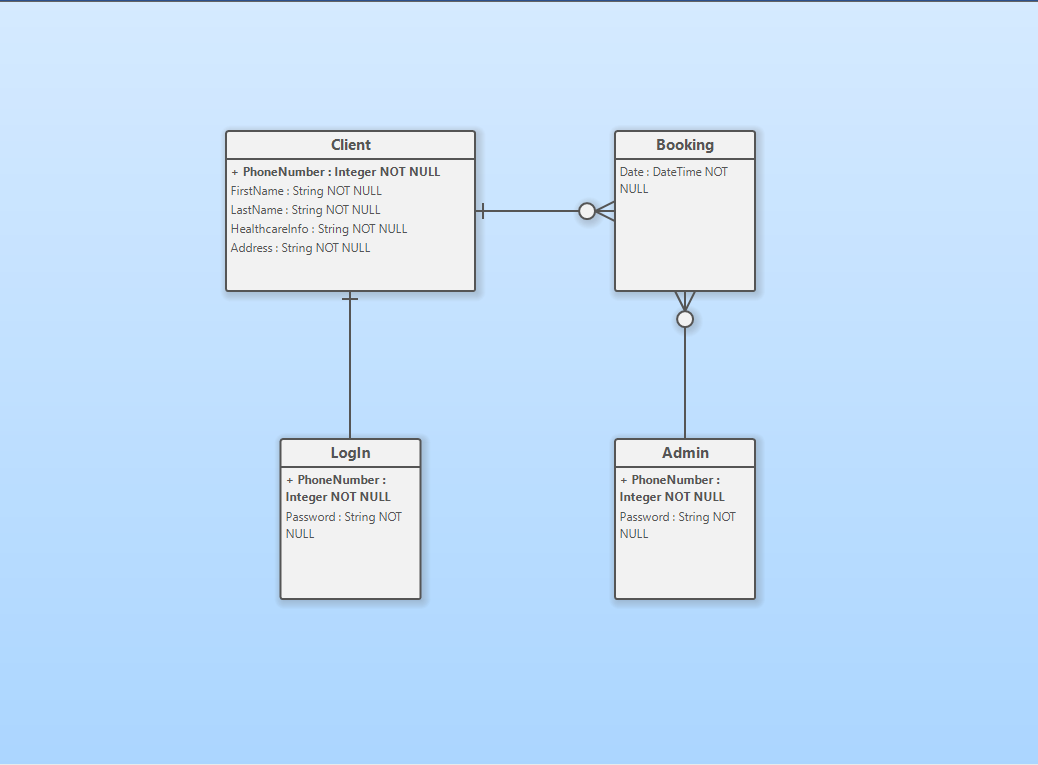 Client
+ PhoneNumber : Integer NOT NULL
FirstName : String NOT NULL
LastName : String NOT NULL
HealthcareInfo : String NOT NULL
Address : String NOT NULL
Booking
Date : DateTime NOT
NULL
LogIn
+ PhoneNumber :
Integer NOT NULL
Password : String NOT
NULL
Admin
+ PhoneNumber :
Integer NOT NULL
Password : String NOT
NULL